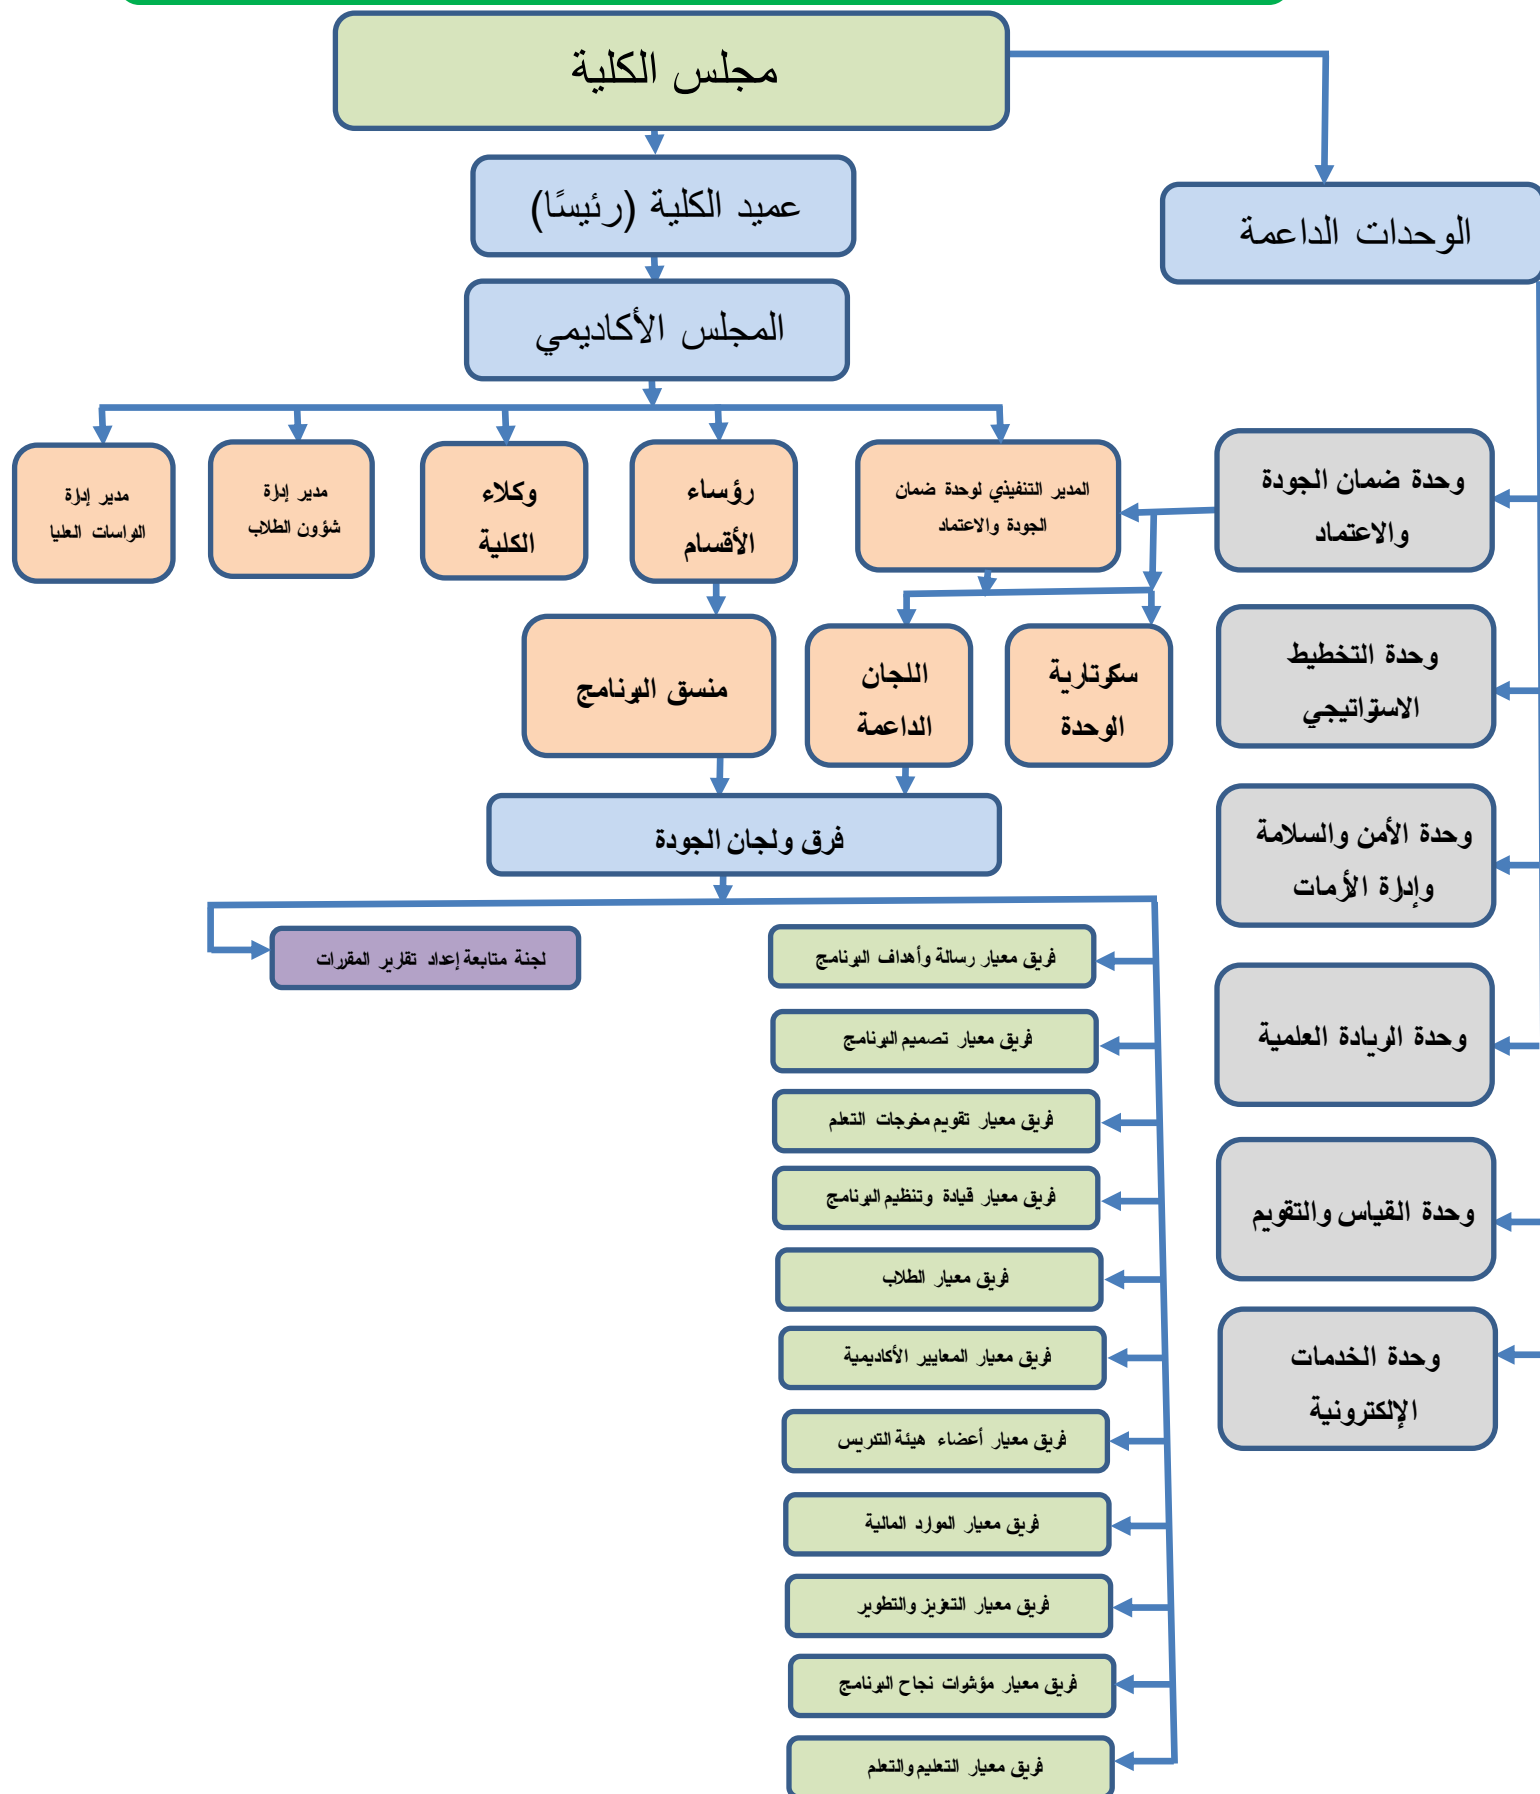 مجلس الكلية
عميد الكلية (رئيسًا)
الوحدات الداعمة
المجلس الأكاديمي
وحدة ضمان الجودة
والاعتماد
المدير التنفيذي لوحدة ضمان
الجودة والاعتماد
رؤساء
الأقسام
وكلاء
الكلية
مدير إدارة
شؤون الطلاب
مدير إدارة
الدراسات العليا
وحدة التخطيط
الاستراتيجي
سكرتارية
الوحدة
اللجان
الداعمة
منسق البرنامج
وحدة الأمن والسلامة
وإدارة الأزمات
فرق ولجان الجودة
لجنة متابعة إعداد تقارير المقررات
فريق معيار رسالة وأهداف البرنامج
وحدة الريادة العلمية
فريق معيار تصميم البرنامج
فريق معيار تقويم مخرجات التعلم
وحدة القياس والتقويم
فريق معيار قيادة وتنظيم البرنامج
فريق معيار الطلاب
وحدة الخدمات
الإلكترونية
فريق معيار المعايير الأكاديمية
فريق معيار أعضاء هيئة التدريس
فريق معيار الموارد المالية
فريق معيار التعزيز والتطوير
فريق معيار مؤشرات نجاح البرنامج
فريق معيار التعليم والتعلم